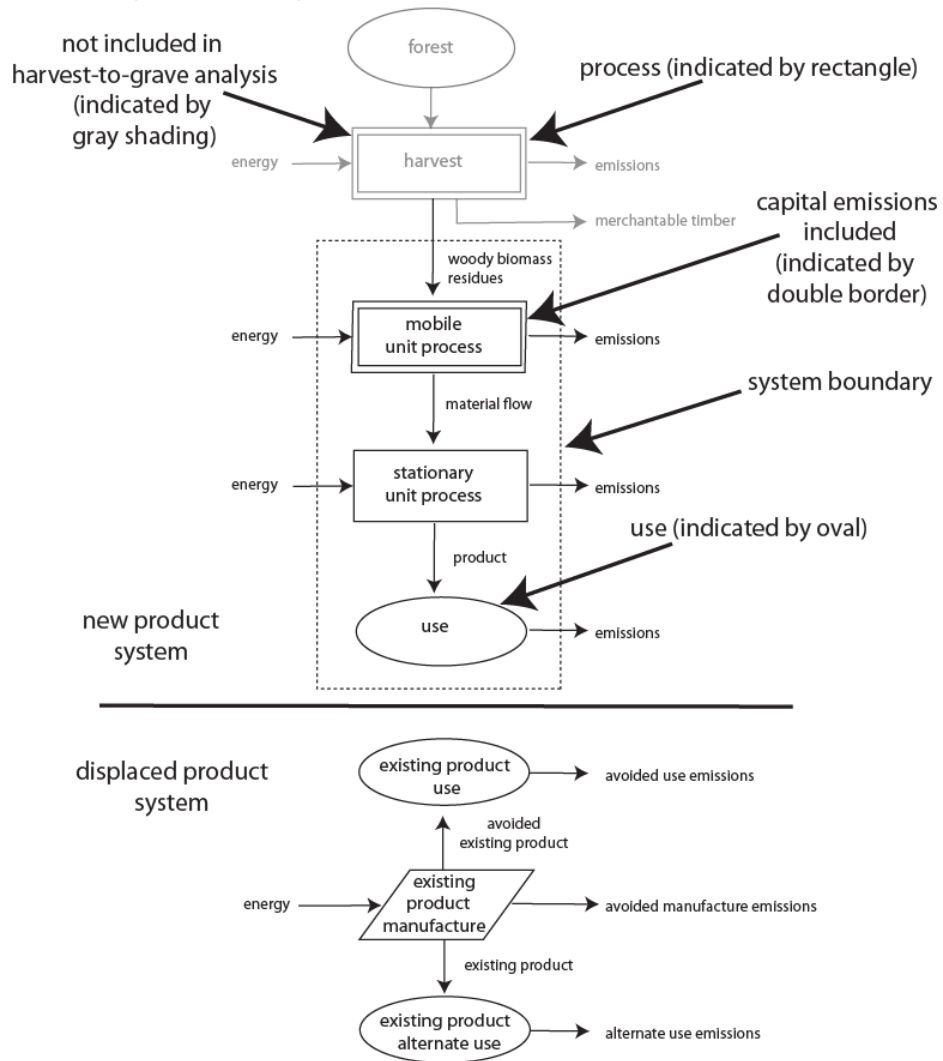 forest
not included in
harvest-to-grave analysis
(indicated by
gray shading)
process (indicated by rectangle)
energy
harvest
emissions
merchantable timber
capital emissions
included
(indicated by
double border)
woody biomass
residues
energy
mobile
unit process
emissions
material flow
system boundary
energy
stationary
unit process
emissions
product
use (indicated by oval)
use
emissions
new product
system
displaced product
system
existing product
use
avoided use emissions
avoided
existing product
energy
existing
product
manufacture
avoided manufacture emissions
existing product
existing product
alternate use
alternate use emissions